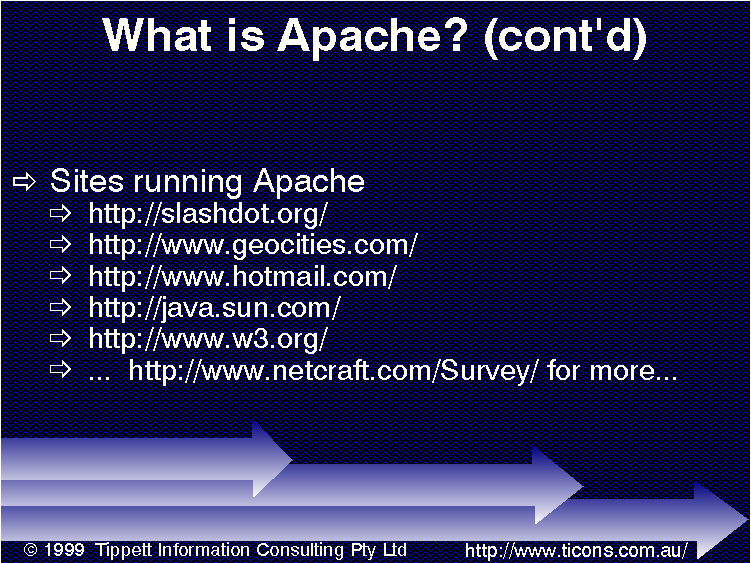 What is Apache? (cont'd)
Sites running Apache
http://slashdot.org/
http://www.geocities.com/
http://www.hotmail.com/
http://java.sun.com/
http://www.w3.org/
... http://www.netcraft.com/Survey/ for more...
© 1999 Tippett Information Consulting Pty Ltd
http://www.ticons.com.au/